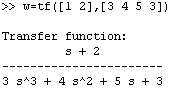 >> w=tf([1 2],[3 4 5 3])
Transfer function:
s + 2
-----------------------
3 s^3 + 4 s^2 + 5 s + 3